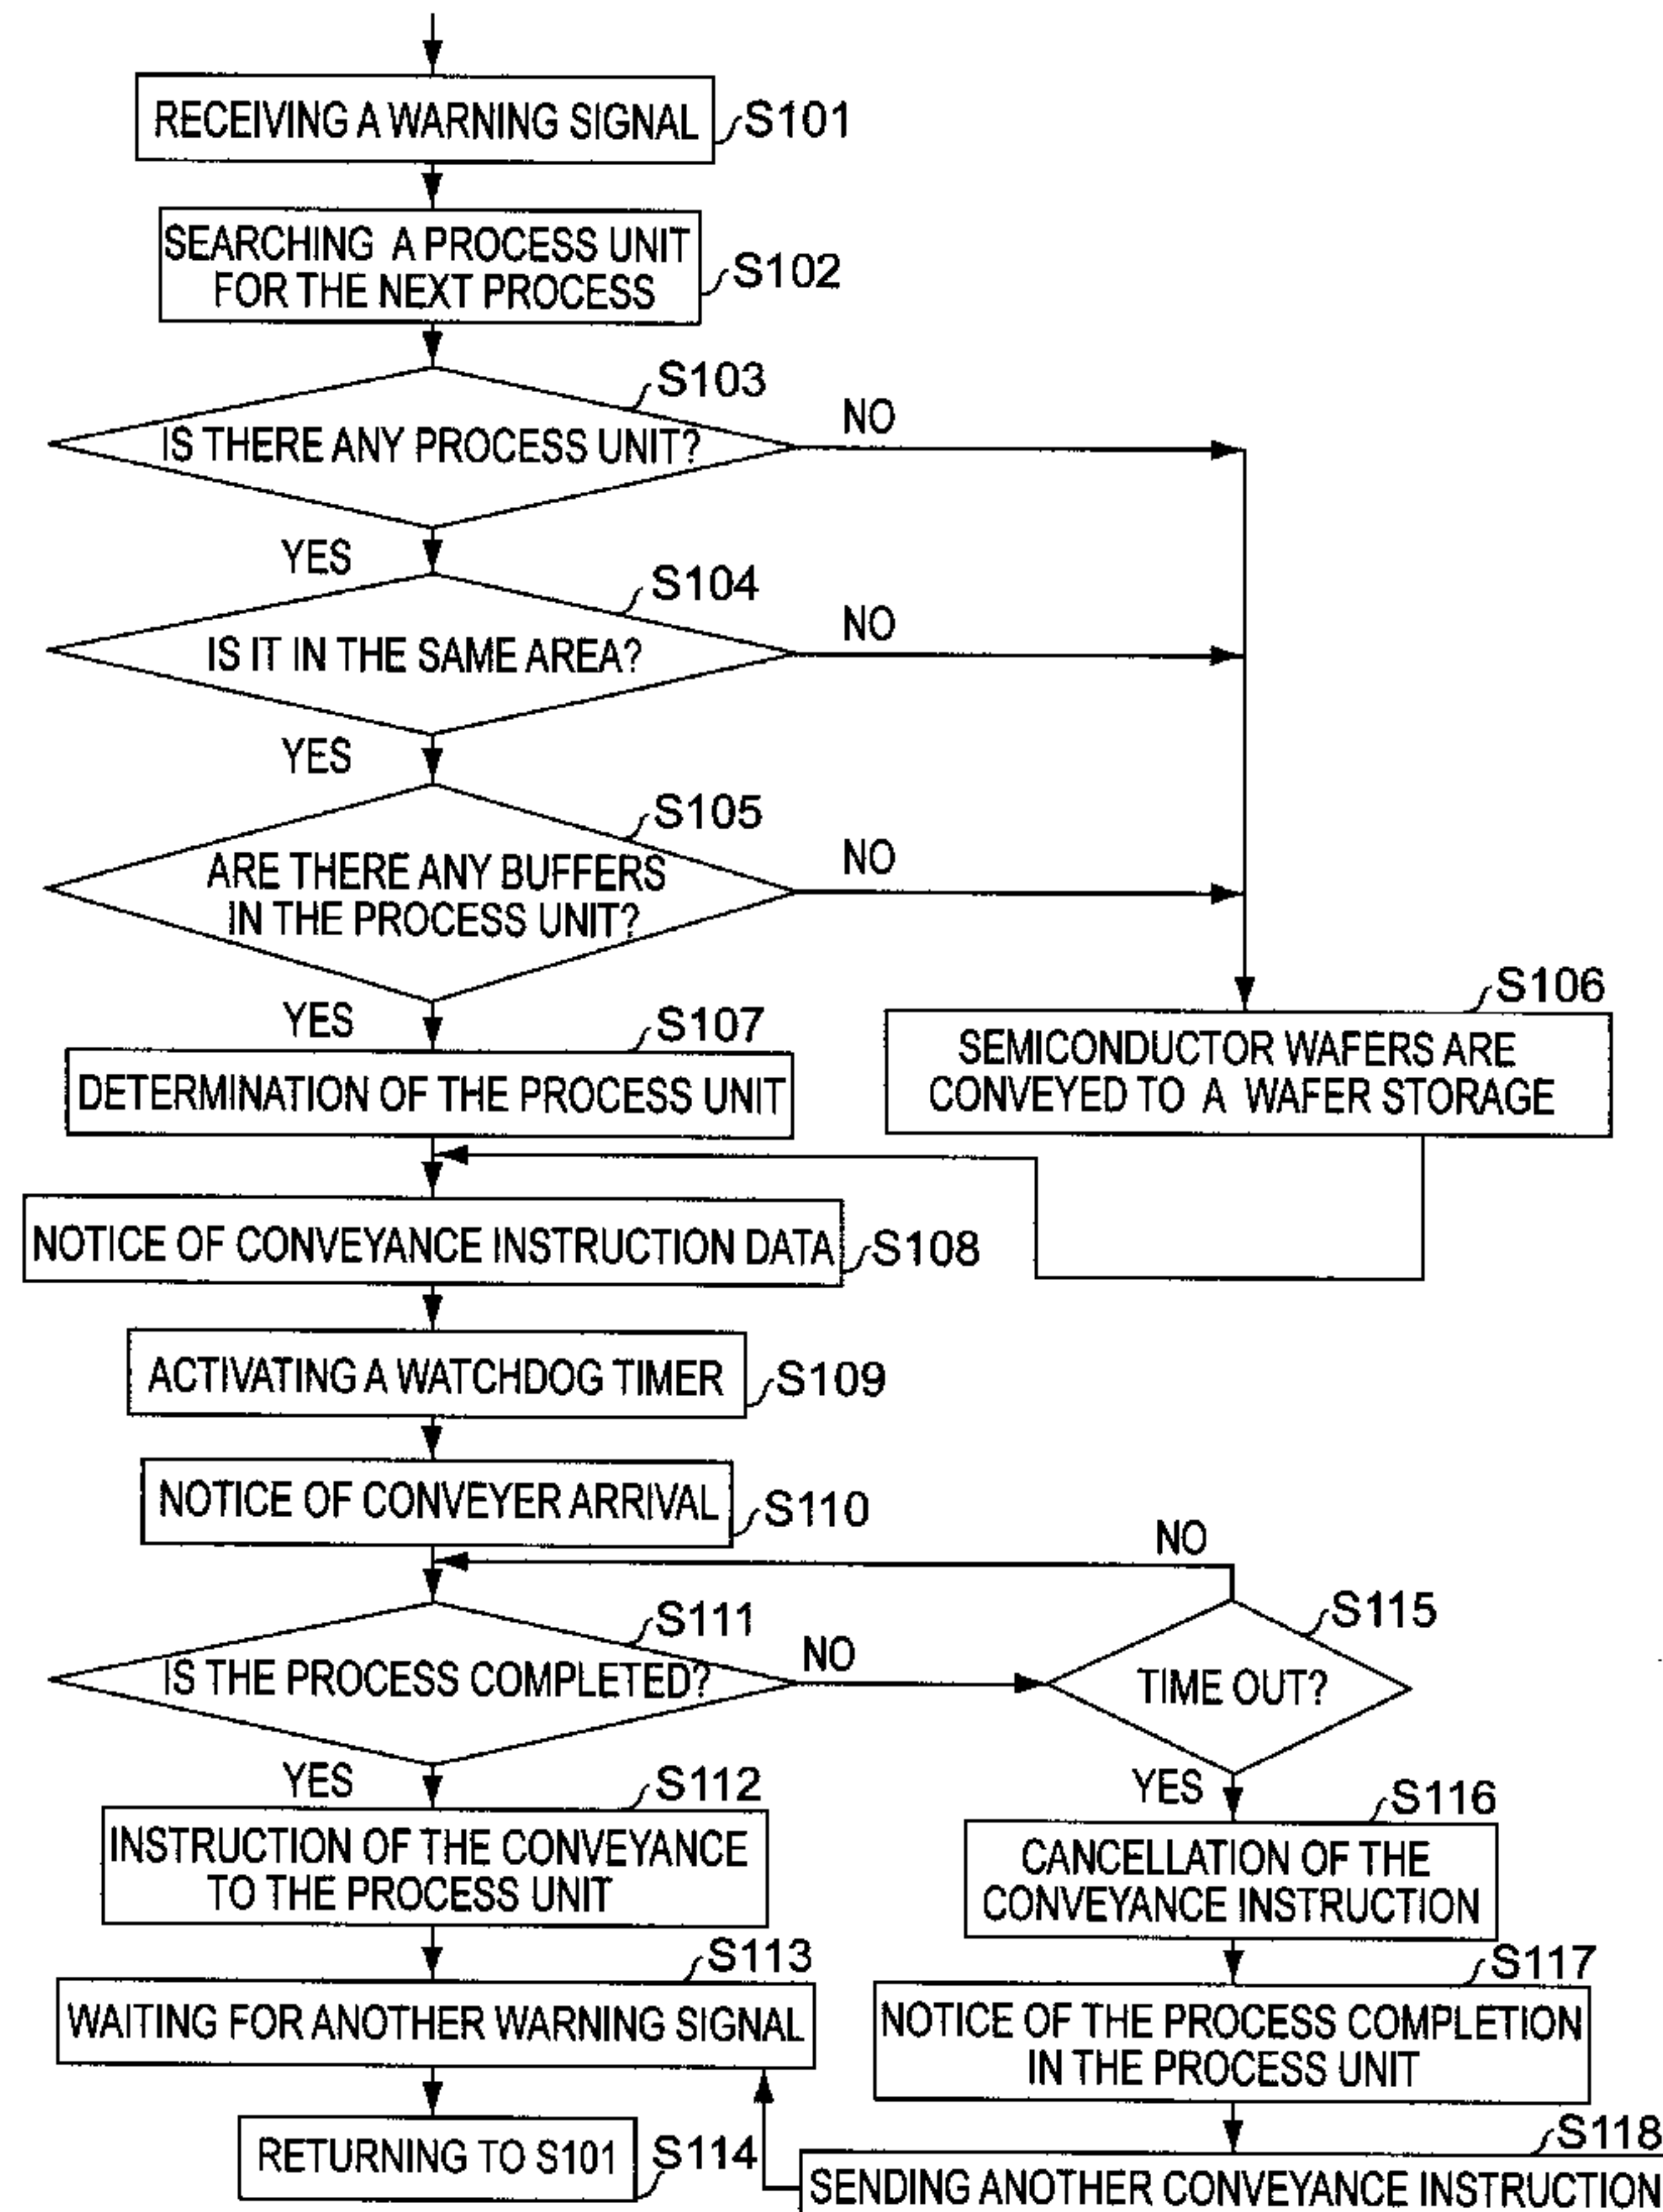 RECEIVING A WARNING SIGNAL
S101
SEARCHING A PROCESS UNIT
FOR THE NEXT PROCESS
S102
S103
IS THERE ANY PROCESS UNIT?
NO
YES
S104
IS IT IN THE SAME AREA?
NO
YES
S105
ARE THERE ANY BUFFERS
IN THE PROCESS UNIT?
NO
YES
S106
SEMICONDUCTOR WAFERS ARE
CONVEYED TO A WAFER STORAGE
S107
DETERMINATION OF THE PROCESS UNIT
NOTICE OF CONVEYANCE INSTRUCTION DATA
S108
ACTIVATING A WATCHDOG TIMER
S109
NOTICE OF CONVEYER ARRIVAL
S110
NO
S111
IS THE PROCESS COMPLETED?
NO
S115
TIME OUT?
YES
YES
S112
INSTRUCTION OF THE CONVEYANCE
TO THE PROCESS UNIT
S116
CANCELLATION OF THE
CONVEYANCE INSTRUCTION
S113
WAITING FOR ANOTHER WARNING SIGNAL
S117
NOTICE OF THE PROCESS COMPLETION
IN THE PROCESS UNIT
RETURNING TO S101
S114
S118
SENDING ANOTHER CONVEYANCE INSTRUCTION